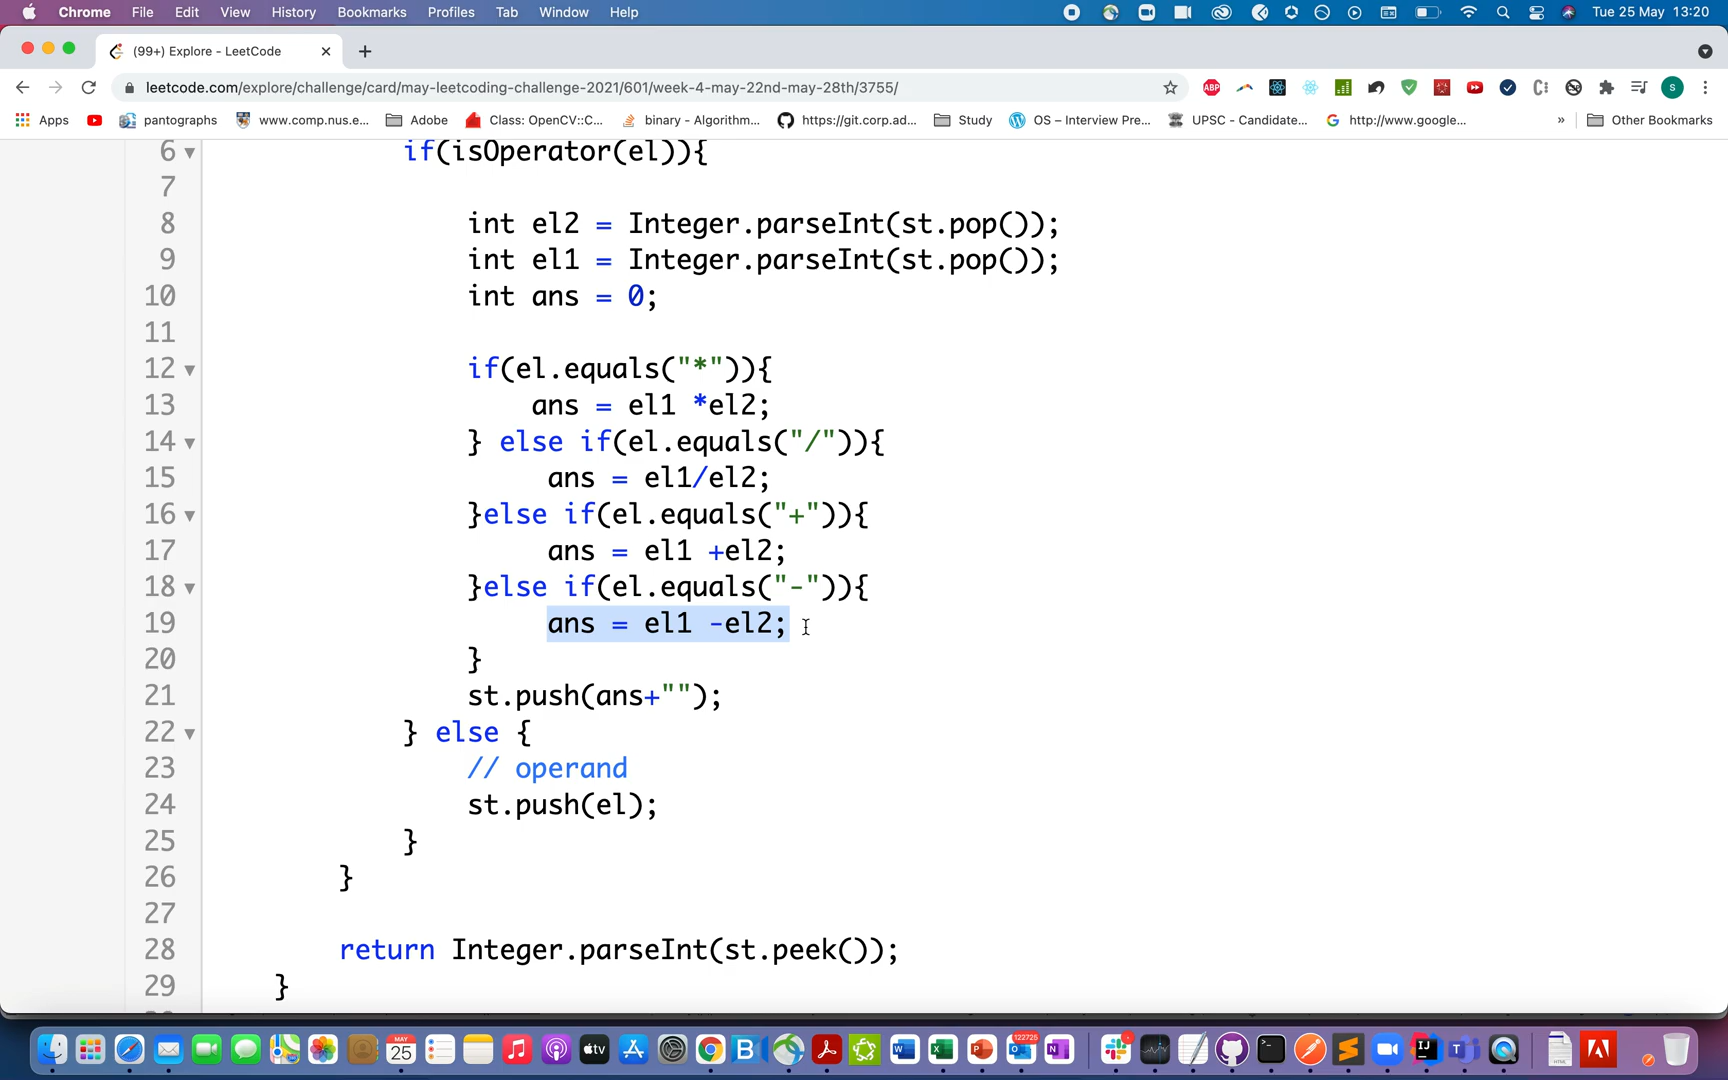 Chrome File Edit View History Bookmarks Profiles Tab Window Help Tue 25 May 13:20
(99+) Explore - LeetCode
leetcode.com/explore/challenge/card/may-leetcoding-challenge-2021/601/week-4-may-22nd-may-28th/3755/
Apps pantographs www.comp.nus.e... Adobe Class: OpenCV::C... binary - Algorithm... https://git.corp.ad... Study OS – Interview Pre... UPSC - Candidate... http://www.google... » Other Bookmarks
6 if(isOperator(el)){
7
8 int el2 = Integer.parseInt(st.pop());
9 int el1 = Integer.parseInt(st.pop());
10 int ans = 0;
11
12 if(el.equals("*")){
13 ans = el1 *el2;
14 } else if(el.equals("/")){
15 ans = el1/el2;
16 }else if(el.equals("+")){
17 ans = el1 +el2;
18 }else if(el.equals("-")){
19 ans = el1 -el2;
20 }
21 st.push(ans+"");
22 } else {
23 // operand
24 st.push(el);
25 }
26 }
27
28 return Integer.parseInt(st.peek());
29 }